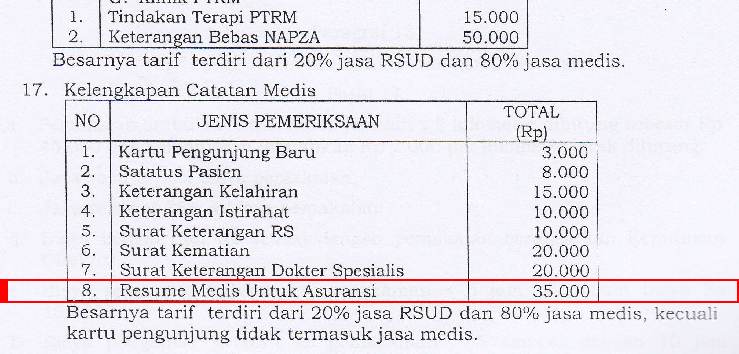 1. Tindakan Terapi PTRM 15.000
2. Keterangan Bebas NAPZA 50.000
Besarnya tarif terdiri dari 20% jasa RSUD dan 80% jasa medis.
17. Kelengkapan Catatan Medis
NO JENIS PEMERIKSAAN TOTAL (Rp)
1. Kartu Pengunjung Baru 3.000
2. Satatus Pasien 8.000
3. Keterangan Kelahiran 15.000
4. Keterangan Istirahat 10.000
5. Surat Keterangan RS 10.000
6. Surat Kematian 20.000
7. Surat Keterangan Dokter Spesialis 20.000
8. Resume Medis Untuk Asuransi 35.000
Besarnya tarif terdiri dari 20% jasa RSUD dan 80% jasa medis, kecuali
kartu pengunjung tidak termasuk jasa medis.